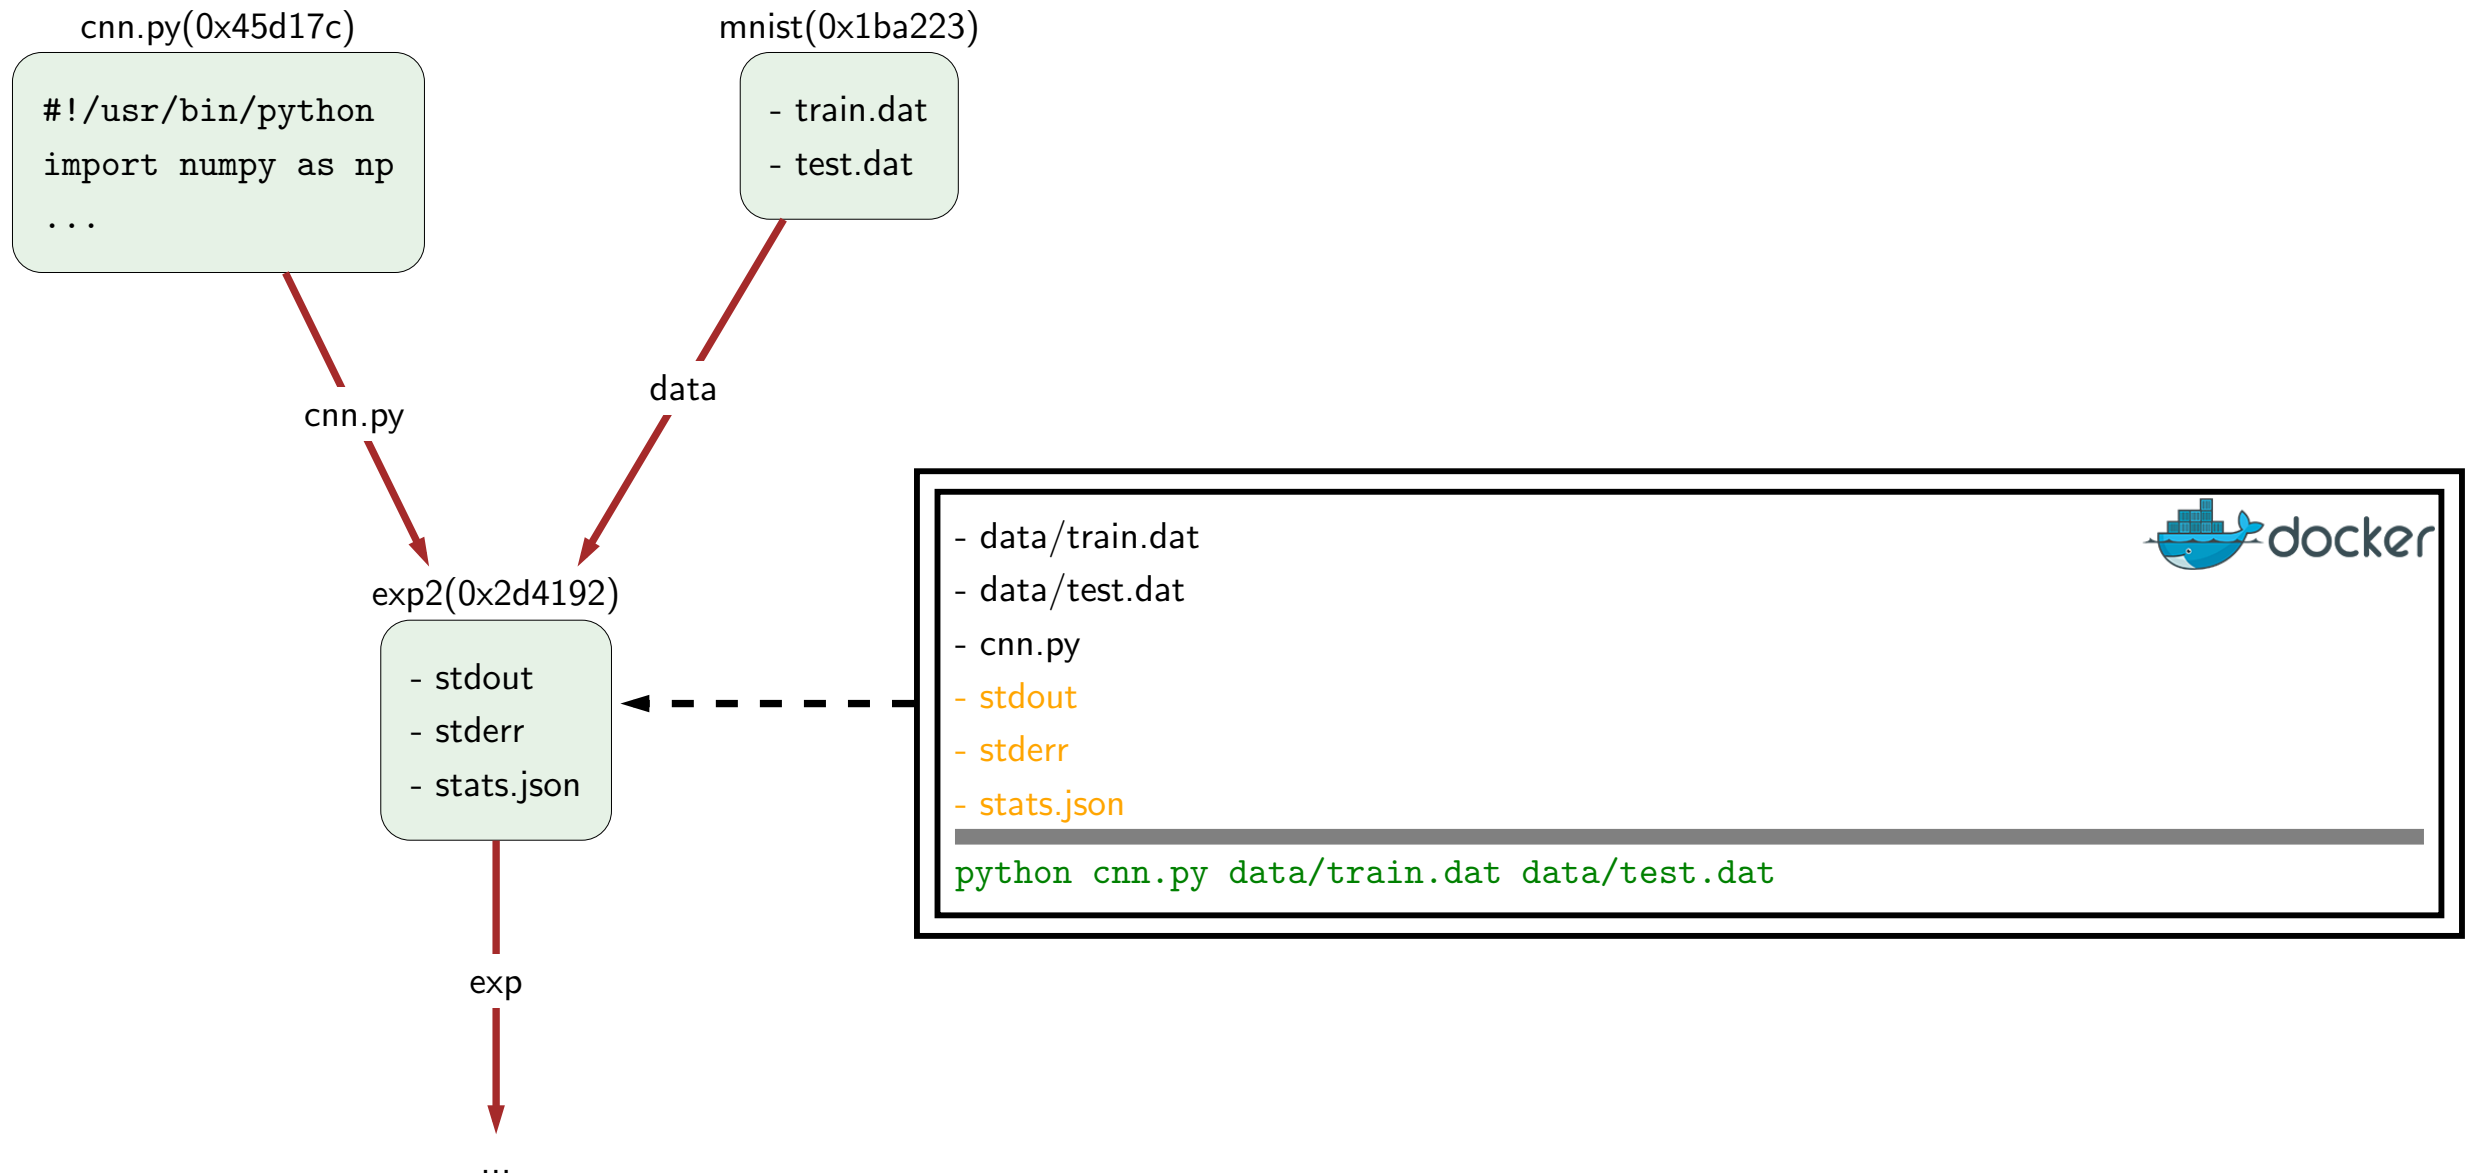 cnn.py(0x45d17c)
#!/usr/bin/python
import numpy as np
...
mnist(0x1ba223)
- train.dat
- test.dat
cnn.py
data
exp2(0x2d4192)
- stdout
- stderr
- stats.json
docker
- data/train.dat
- data/test.dat
- cnn.py
- stdout
- stderr
- stats.json
python cnn.py data/train.dat data/test.dat
exp
...